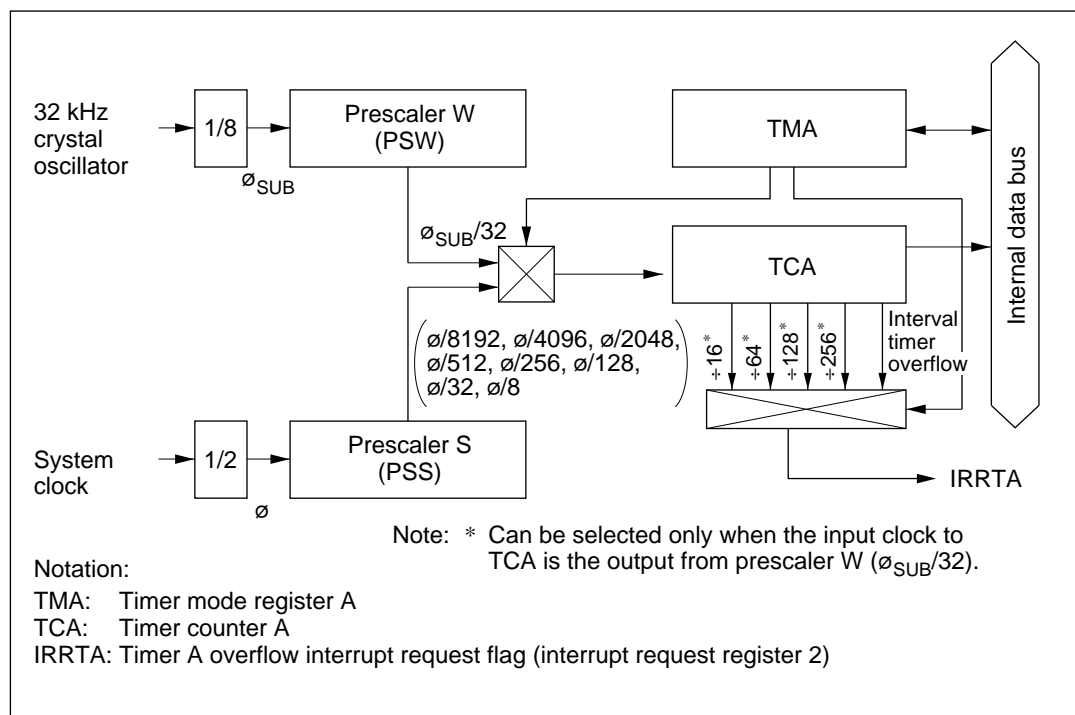 32 kHz
crystal
oscillator
1/8
øSUB
Prescaler W
(PSW)
TMA
Internal data bus
øSUB/32
TCA
(ø/8192, ø/4096, ø/2048,
ø/512, ø/256, ø/128,
ø/32, ø/8)
÷16*
÷64*
÷128*
÷256*
Interval
timer
overflow
System
clock
1/2
ø
Prescaler S
(PSS)
IRRTA
Note: * Can be selected only when the input clock to
TCA is the output from prescaler W (øSUB/32).
Notation:
TMA: Timer mode register A
TCA: Timer counter A
IRRTA: Timer A overflow interrupt request flag (interrupt request register 2)